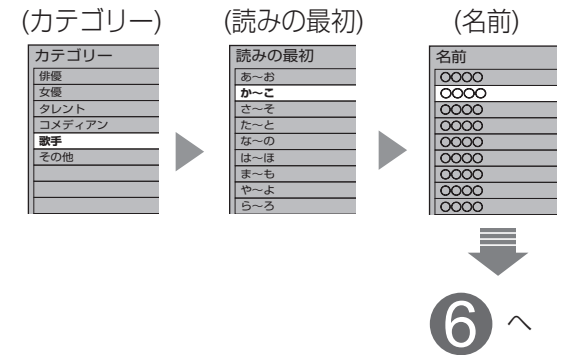 (カテゴリー)
カテゴリー
俳優
女優
タレント
コメディアン
歌手
その他
(読みの最初)
読みの最初
あ〜お
か〜こ
さ〜そ
た〜と
な〜の
は〜ほ
ま〜も
や〜よ
ら〜ろ
(名前)
名前
○○○○
○○○○
○○○○
○○○○
○○○○
○○○○
○○○○
○○○○
○○○○
6 へ